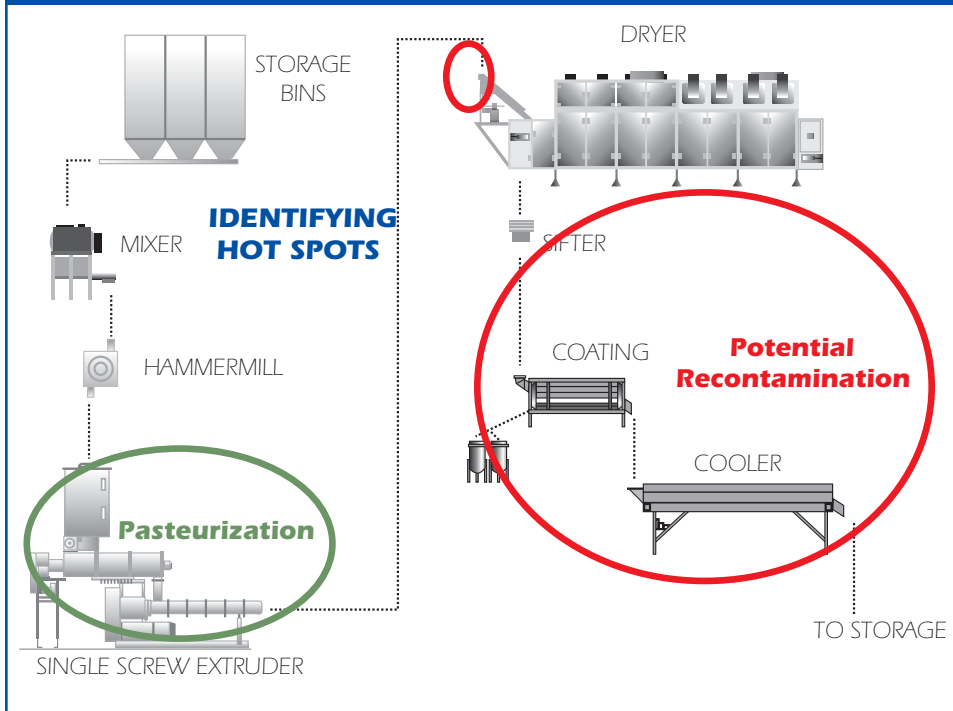 STORAGE
BINS
IDENTIFYING
HOT SPOTS
MIXER
HAMMERMILL
Pasteurization
SINGLE SCREW EXTRUDER
DRYER
SIFTER
COATING
Potential
Recontamination
COOLER
TO STORAGE